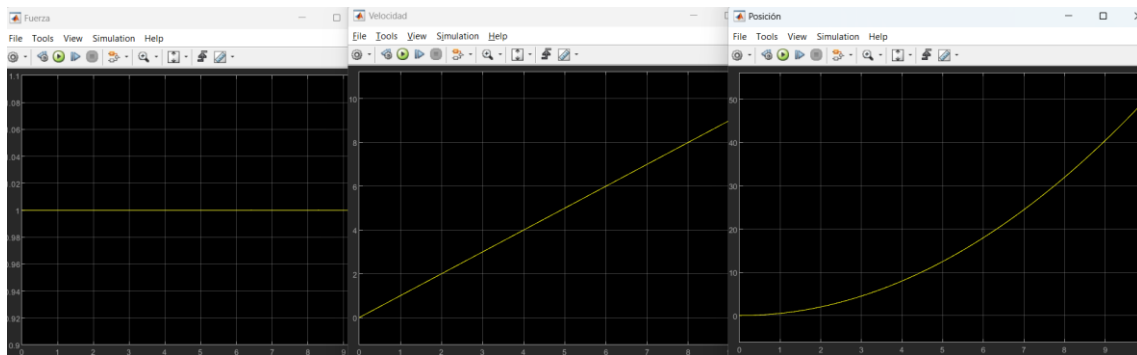 Fuerza
File Tools View Simulation Help
1.1
1.08
1.06
1.04
1.02
1
0.98
0.96
0.94
0.92
0.9
0 1 2 3 4 5 6 7 8 9
Velocidad
File Tools View Simulation Help
10
8
6
4
2
0
0 1 2 3 4 5 6 7 8
Posición
File Tools View Simulation Help
50
40
30
20
10
0
0 1 2 3 4 5 6 7 8 9